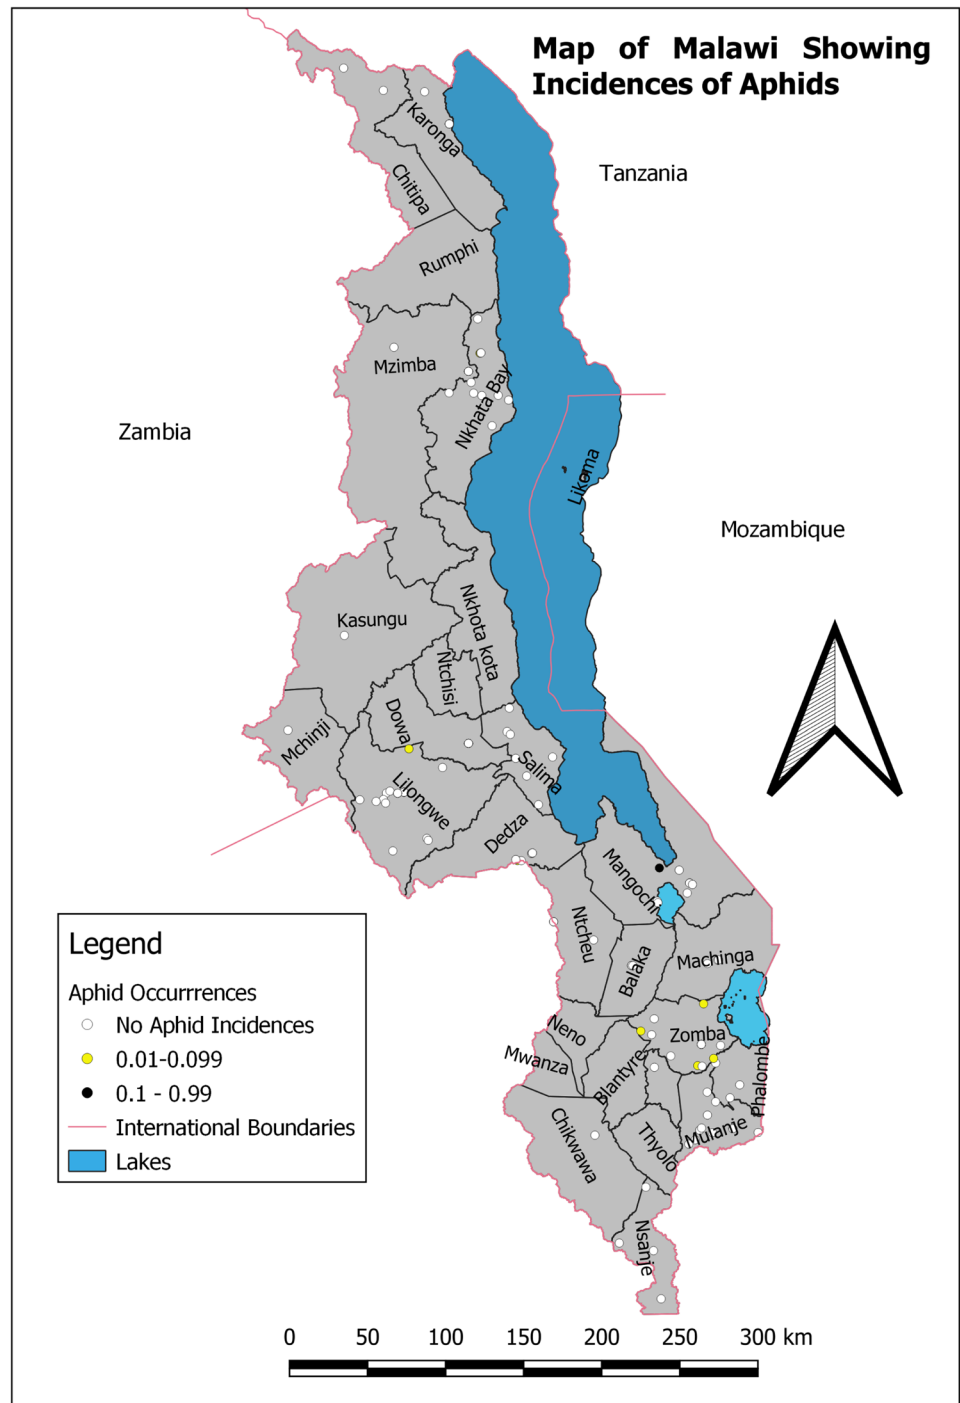 Map of Malawi Showing
Incidences of Aphids
Karonga
Tanzania
Chitipa
Rumphi
Mzimba
Nkhata Bay
Zambia
Likoma
Mozambique
Kasungu
Nkhota kota
Ntchisi
Dowa
Mchinji
Salima
Lilongwe
Dedza
Mangochi
Ntcheu
Balaka
Machinga
Legend
Aphid Occurrrences
No Aphid Incidences
0.01-0.099
0.1 - 0.99
International Boundaries
Lakes
Neno
Zomba
Mwanza
Blantyre
Phalombe
Chikwawa
Thyolo
Mulanje
Nsanje
0 50 100 150 200 250 300 km